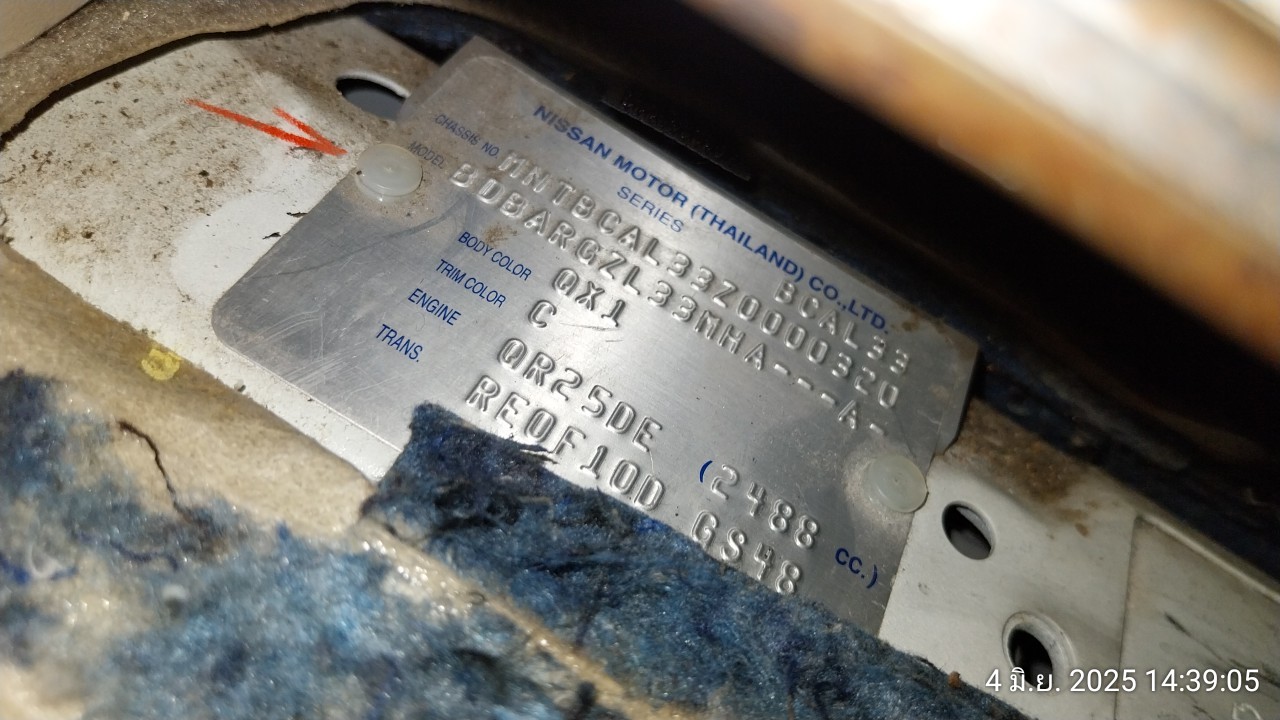 NISSAN MOTOR (THAILAND) CO.,LTD.
SERIES BCAL33
CHASSIS NO. MNTBCAL33Z0000320
MODEL BDBARGZL33MHA---A-
BODY COLOR QX1
TRIM COLOR C
ENGINE QR25DE (2488 CC.)
TRANS. RE0F10D GS48
4 มิ.ย. 2025 14:39:05